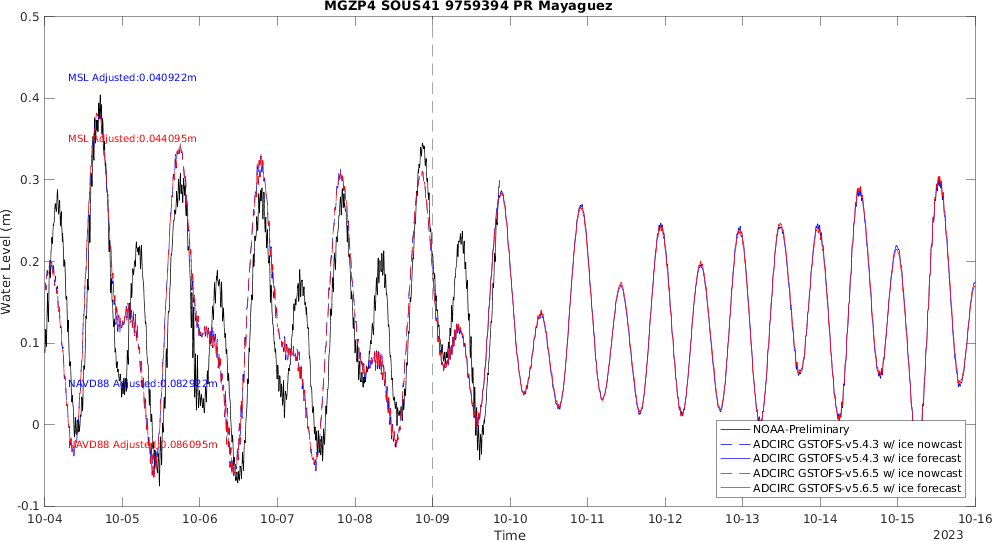 MGZP4 SOUS41 9759394 PR Mayaguez
0.5
MSL Adjusted:0.040922m
0.4
MSL Adjusted:0.044095m
0.3
Water Level (m)
0.2
0.1
NAVD88 Adjusted:0.082922m
0
NAVD88 Adjusted:0.086095m
NOAA-Preliminary
ADCIRC GSTOFS-v5.4.3 w/ ice nowcast
ADCIRC GSTOFS-v5.4.3 w/ ice forecast
ADCIRC GSTOFS-v5.6.5 w/ ice nowcast
ADCIRC GSTOFS-v5.6.5 w/ ice forecast
-0.1
10-04 10-05 10-06 10-07 10-08 10-09 10-10 10-11 10-12 10-13 10-14 10-15 10-16
Time
2023